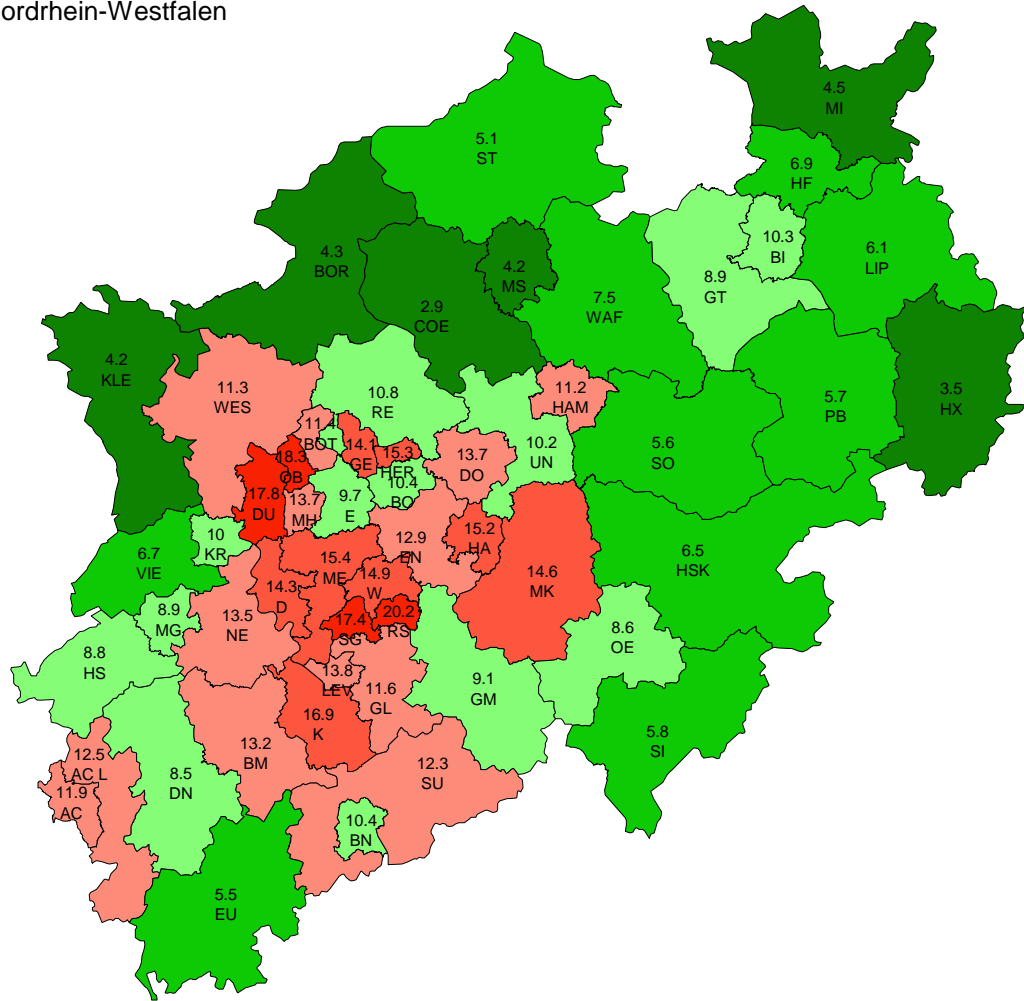 ordrhein-Westfalen
4.5
MI
5.1
ST
6.9
HF
10.3
BI
6.1
LIP
4.3
BOR
4.2
MS
8.9
GT
2.9
COE
7.5
WAF
4.2
KLE
11.3
WES
10.8
RE
11.2
HAM
5.7
PB
3.5
HX
11.4
BOT
14.1
GE
15.3
HER
13.7
DO
10.2
UN
5.6
SO
18.3
OB
10.4
BO
17.8
DU
13.7
MH
9.7
E
10
KR
12.9
EN
15.2
HA
6.5
HSK
6.7
VIE
15.4
ME
14.9
W
14.6
MK
14.3
D
8.9
MG
13.5
NE
17.4
SG
20.2
RS
8.6
OE
8.8
HS
13.8
LEV
11.6
GL
9.1
GM
16.9
K
5.8
SI
13.2
BM
12.3
SU
12.5
AC L
8.5
DN
11.9
AC
10.4
BN
5.5
EU